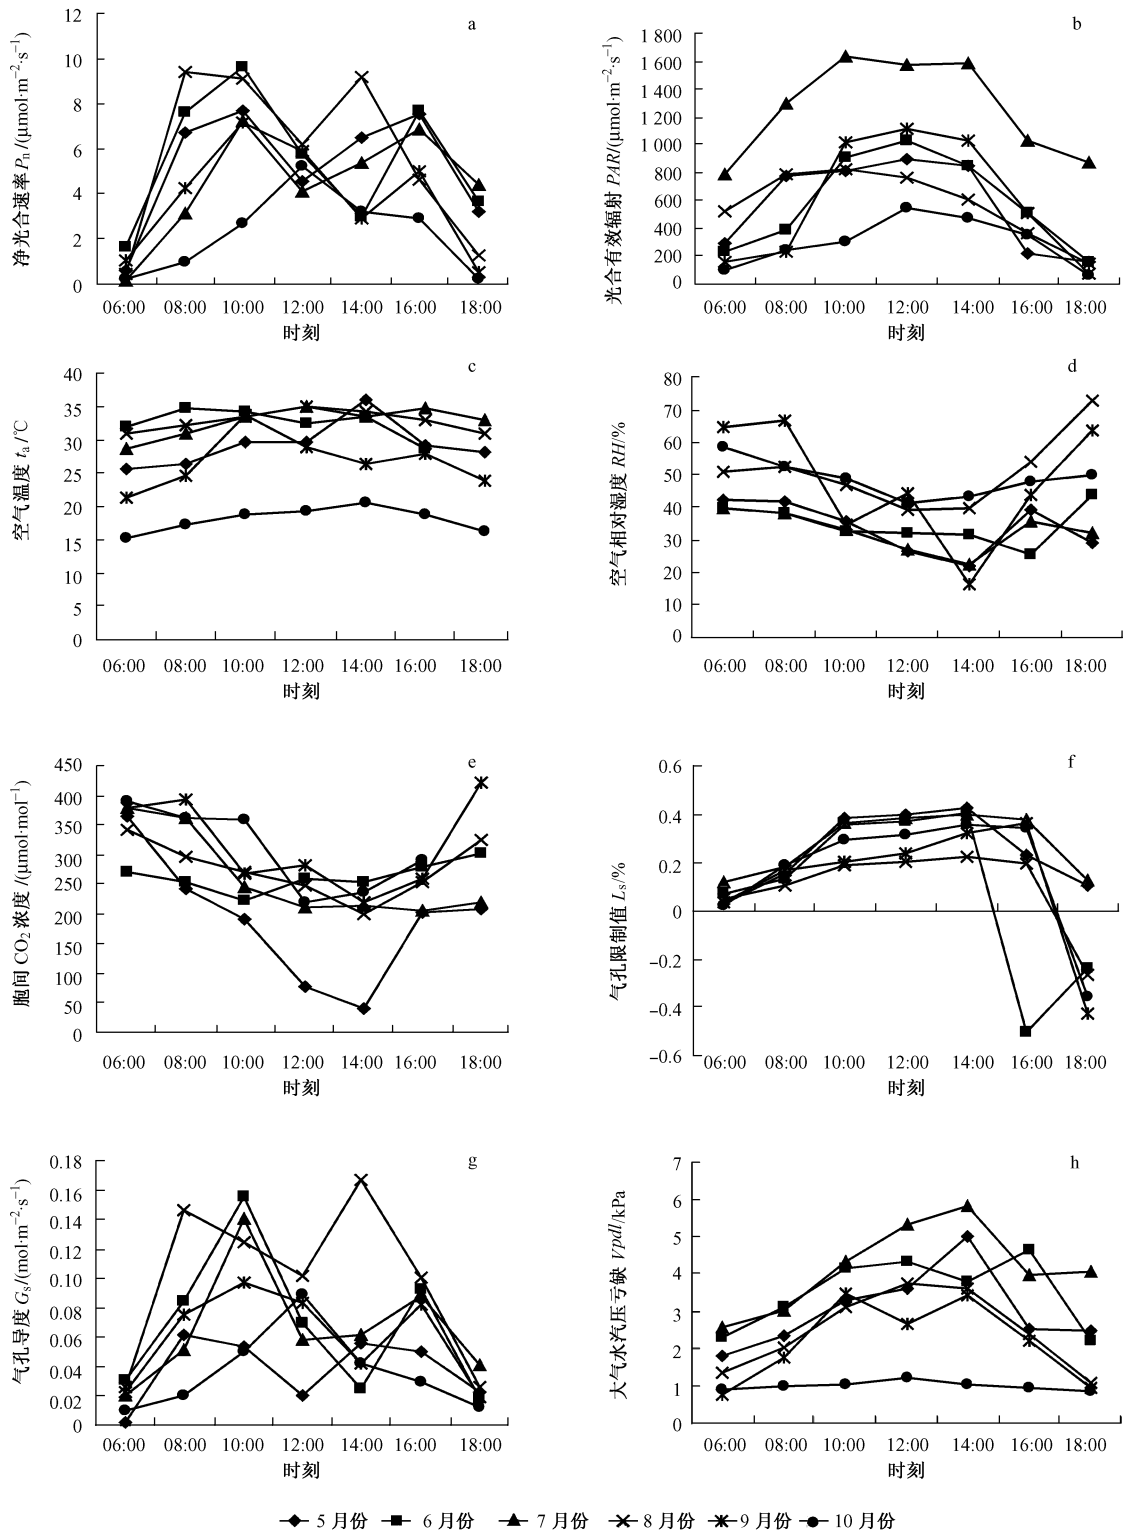 a
净光合速率 Pn/(μmol·m⁻²·s⁻¹)
12
10
8
6
4
2
0
06:00 08:00 10:00 12:00 14:00 16:00 18:00
时刻
b
光合有效辐射 PAR/(μmol·m⁻²·s⁻¹)
1 800
1 600
1 400
1 200
1 000
800
600
400
200
0
06:00 08:00 10:00 12:00 14:00 16:00 18:00
时刻
c
空气温度 ta/℃
40
35
30
25
20
15
10
5
0
06:00 08:00 10:00 12:00 14:00 16:00 18:00
时刻
d
空气相对湿度 RH/%
80
70
60
50
40
30
20
10
0
06:00 08:00 10:00 12:00 14:00 16:00 18:00
时刻
e
胞间 CO₂ 浓度 /(μmol·mol⁻¹)
450
400
350
300
250
200
150
100
50
0
06:00 08:00 10:00 12:00 14:00 16:00 18:00
时刻
f
气孔限制值 Ls/%
0.6
0.4
0.2
0
−0.2
−0.4
−0.6
06:00 08:00 10:00 12:00 14:00 16:00 18:00
时刻
g
气孔导度 Gs/(mol·m⁻²·s⁻¹)
0.18
0.16
0.14
0.12
0.10
0.08
0.06
0.04
0.02
0
06:00 08:00 10:00 12:00 14:00 16:00 18:00
时刻
h
大气水汽压亏缺 Vpdl/kPa
7
6
5
4
3
2
1
0
06:00 08:00 10:00 12:00 14:00 16:00 18:00
时刻
5 月份 6 月份 7 月份 8 月份 9 月份 10 月份